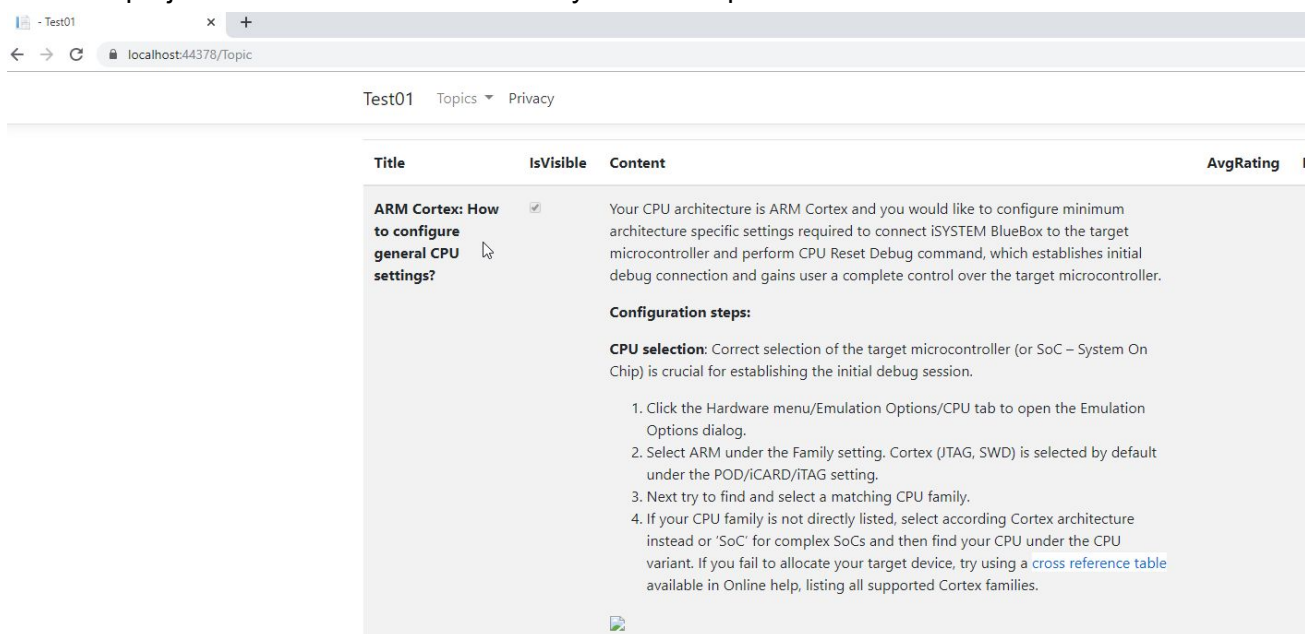 - Test01
localhost:44378/Topic
Test01 Topics Privacy
Title IsVisible Content AvgRating
ARM Cortex: How
to configure
general CPU
settings?
Your CPU architecture is ARM Cortex and you would like to configure minimum
architecture specific settings required to connect iSYSTEM BlueBox to the target
microcontroller and perform CPU Reset Debug command, which establishes initial
debug connection and gains user a complete control over the target microcontroller.
Configuration steps:
CPU selection: Correct selection of the target microcontroller (or SoC – System On
Chip) is crucial for establishing the initial debug session.
1. Click the Hardware menu/Emulation Options/CPU tab to open the Emulation
Options dialog.
2. Select ARM under the Family setting. Cortex (JTAG, SWD) is selected by default
under the POD/iCARD/iTAG setting.
3. Next try to find and select a matching CPU family.
4. If your CPU family is not directly listed, select according Cortex architecture
instead or ‘SoC’ for complex SoCs and then find your CPU under the CPU
variant. If you fail to allocate your target device, try using a cross reference table
available in Online help, listing all supported Cortex families.